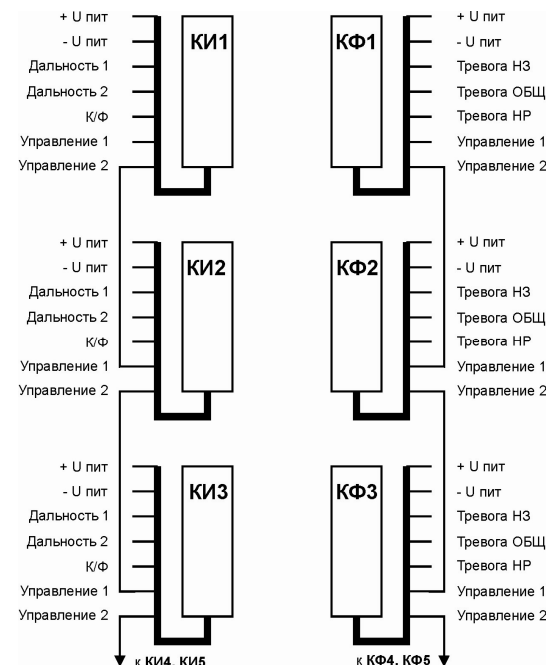 + U пит
- U пит
Дальность 1
Дальность 2
К/Ф
Управление 1
Управление 2
КИ1
КФ1
+ U пит
- U пит
Тревога НЗ
Тревога ОБЩ
Тревога НР
Управление 1
Управление 2
+ U пит
- U пит
Дальность 1
Дальность 2
К/Ф
Управление 1
Управление 2
КИ2
КФ2
+ U пит
- U пит
Тревога НЗ
Тревога ОБЩ
Тревога НР
Управление 1
Управление 2
+ U пит
- U пит
Дальность 1
Дальность 2
К/Ф
Управление 1
Управление 2
КИ3
КФ3
+ U пит
- U пит
Тревога НЗ
Тревога ОБЩ
Тревога НР
Управление 1
Управление 2
к КИ4, КИ5
к КФ4, КФ5